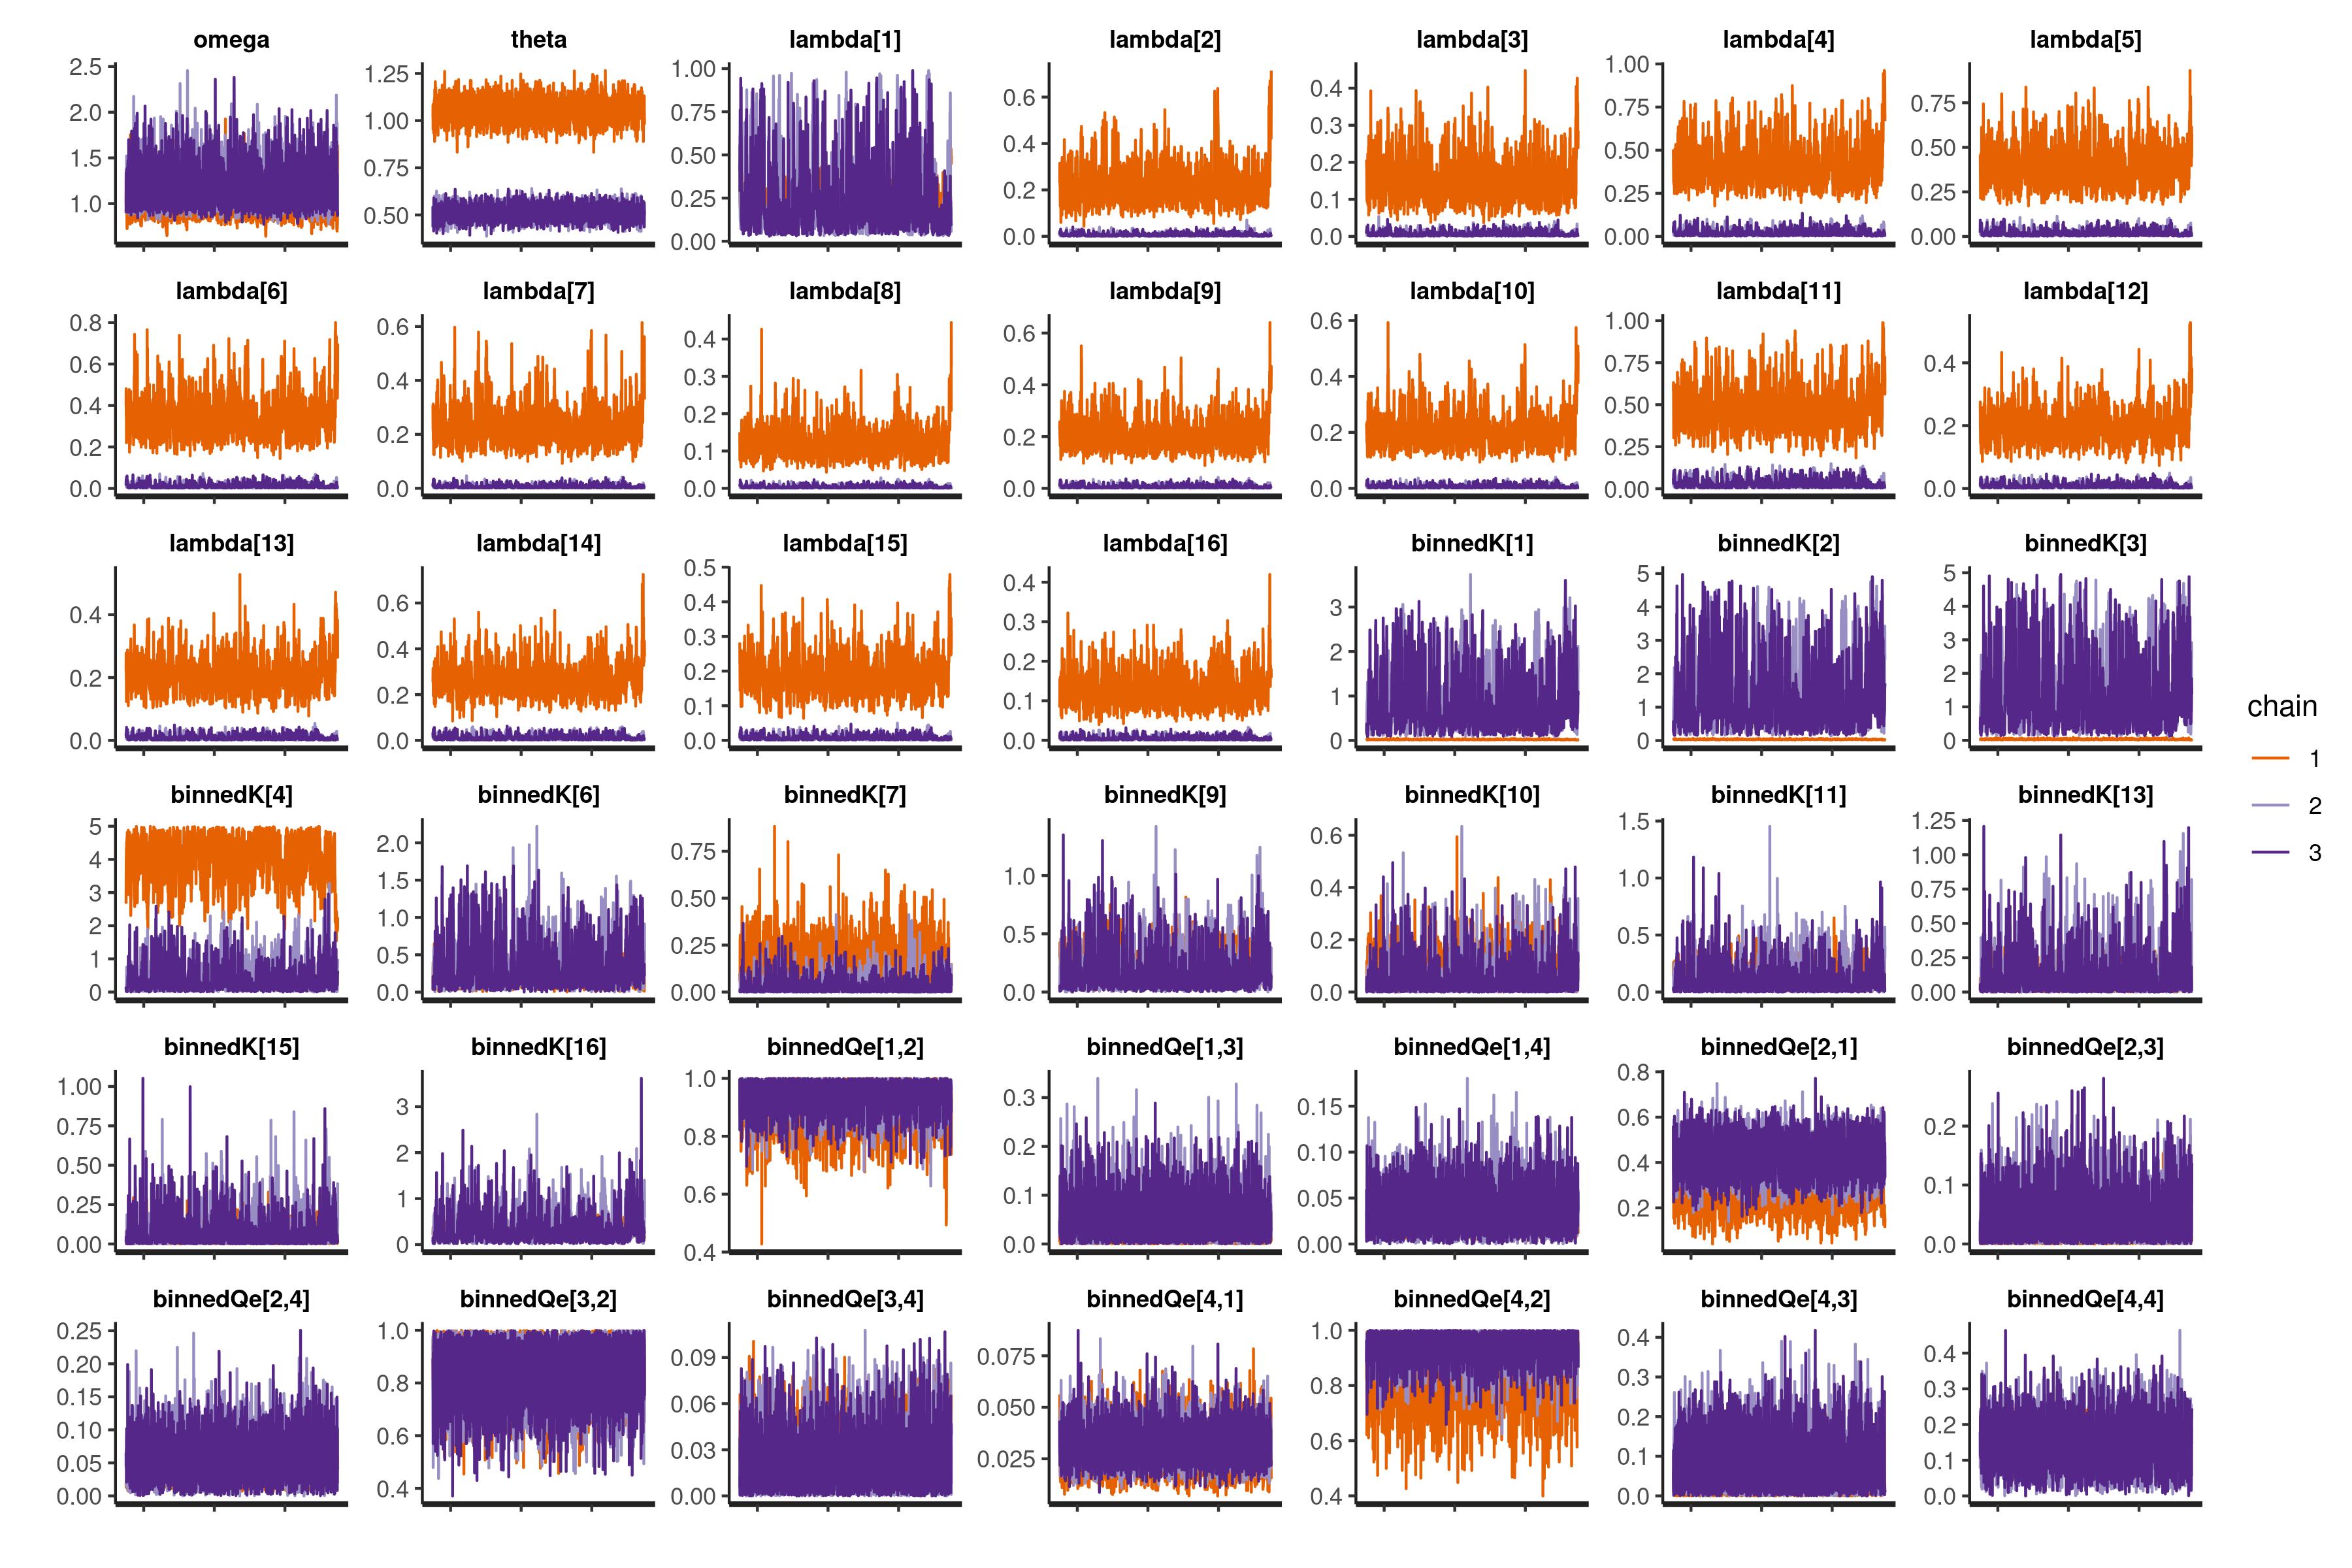 omega theta lambda[1] lambda[2] lambda[3] lambda[4] lambda[5]
2.5 2.0 1.5 1.0
1.25 1.00 0.75 0.50
1.00 0.75 0.50 0.25 0.00
0.6 0.4 0.2 0.0
0.4 0.3 0.2 0.1 0.0
1.00 0.75 0.50 0.25 0.00
0.75 0.50 0.25 0.00
lambda[6] lambda[7] lambda[8] lambda[9] lambda[10] lambda[11] lambda[12]
0.8 0.6 0.4 0.2 0.0
0.6 0.4 0.2 0.0
0.4 0.3 0.2 0.1 0.0
0.6 0.4 0.2 0.0
0.6 0.4 0.2 0.0
1.00 0.75 0.50 0.25 0.00
0.4 0.2 0.0
lambda[13] lambda[14] lambda[15] lambda[16] binnedK[1] binnedK[2] binnedK[3]
0.4 0.2 0.0
0.6 0.4 0.2 0.0
0.5 0.4 0.3 0.2 0.1 0.0
0.4 0.3 0.2 0.1 0.0
3 2 1 0
5 4 3 2 1 0
5 4 3 2 1 0
binnedK[4] binnedK[6] binnedK[7] binnedK[9] binnedK[10] binnedK[11] binnedK[13]
5 4 3 2 1 0
2.0 1.5 1.0 0.5 0.0
0.75 0.50 0.25 0.00
1.0 0.5 0.0
0.6 0.4 0.2 0.0
1.5 1.0 0.5 0.0
1.25 1.00 0.75 0.50 0.25 0.00
binnedK[15] binnedK[16] binnedQe[1,2] binnedQe[1,3] binnedQe[1,4] binnedQe[2,1] binnedQe[2,3]
1.00 0.75 0.50 0.25 0.00
3 2 1 0
1.0 0.8 0.6 0.4
0.3 0.2 0.1 0.0
0.15 0.10 0.05 0.00
0.8 0.6 0.4 0.2
0.2 0.1 0.0
binnedQe[2,4] binnedQe[3,2] binnedQe[3,4] binnedQe[4,1] binnedQe[4,2] binnedQe[4,3] binnedQe[4,4]
0.25 0.20 0.15 0.10 0.05 0.00
1.0 0.8 0.6 0.4
0.09 0.06 0.03 0.00
0.075 0.050 0.025
1.0 0.8 0.6 0.4
0.4 0.3 0.2 0.1 0.0
0.4 0.3 0.2 0.1 0.0
chain
1
2
3